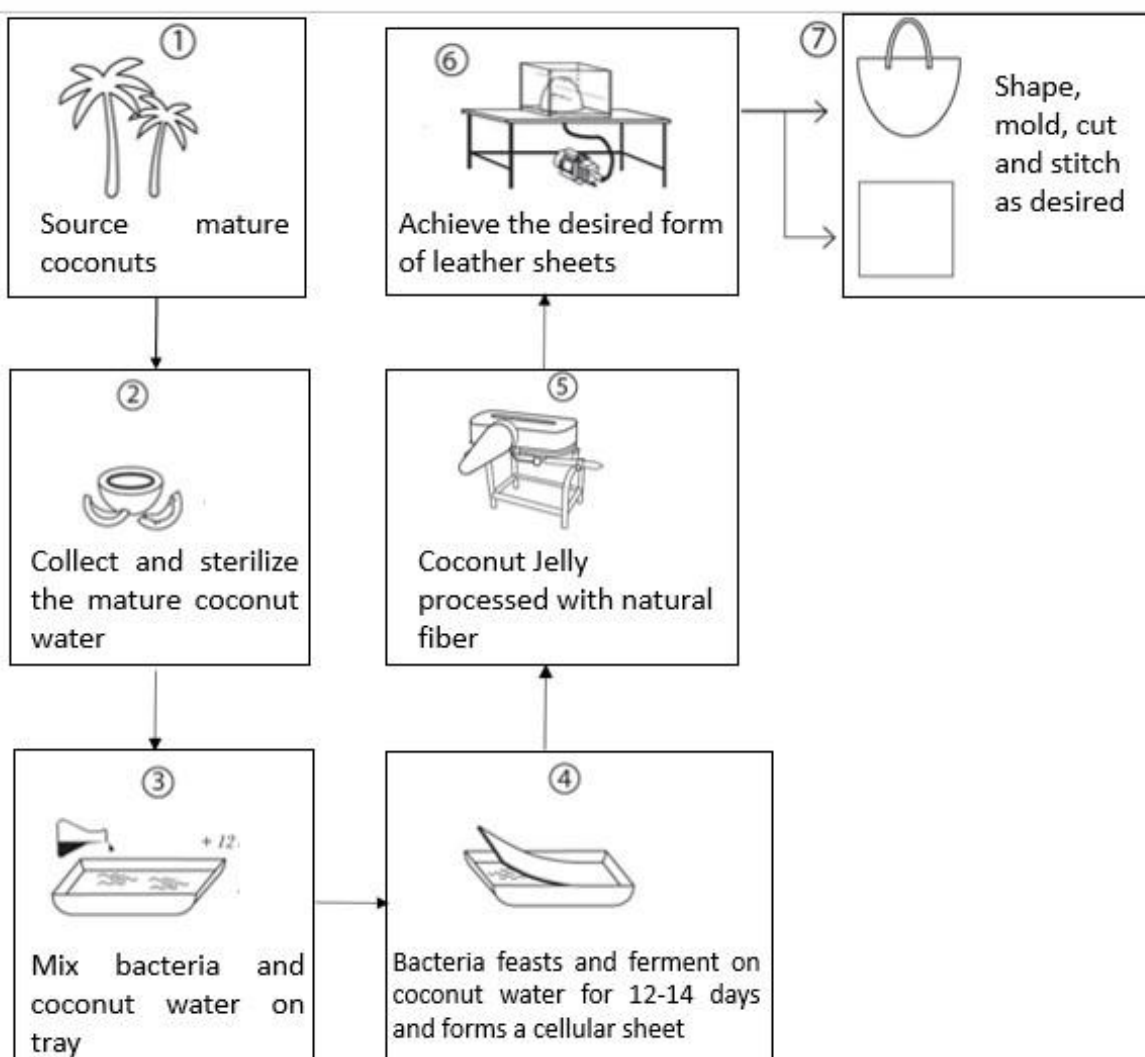 ①
Source mature
coconuts
②
Collect and sterilize
the mature coconut
water
③
+ 12
Mix bacteria and
coconut water on
tray
④
Bacteria feasts and ferment on
coconut water for 12-14 days
and forms a cellular sheet
⑤
Coconut Jelly
processed with natural
fiber
⑥
Achieve the desired form
of leather sheets
⑦
Shape,
mold, cut
and stitch
as desired